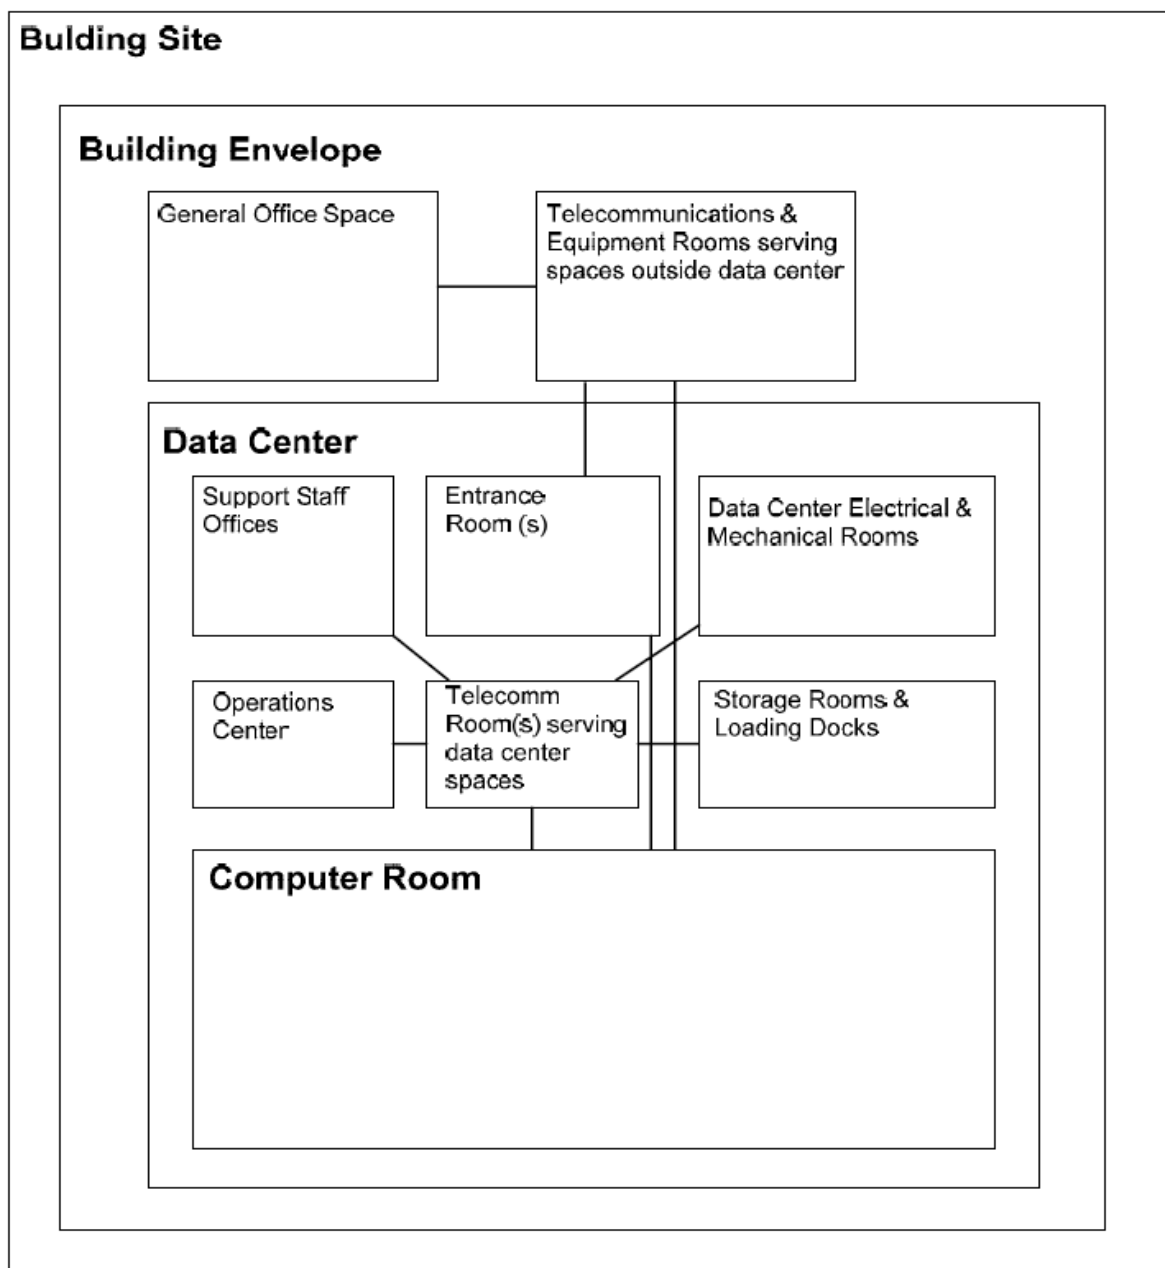 Bulding Site
Building Envelope
General Office Space
Telecommunications &
Equipment Rooms serving
spaces outside data center
Data Center
Support Staff
Offices
Entrance
Room (s)
Data Center Electrical &
Mechanical Rooms
Operations
Center
Telecomm
Room(s) serving
data center
spaces
Storage Rooms &
Loading Docks
Computer Room